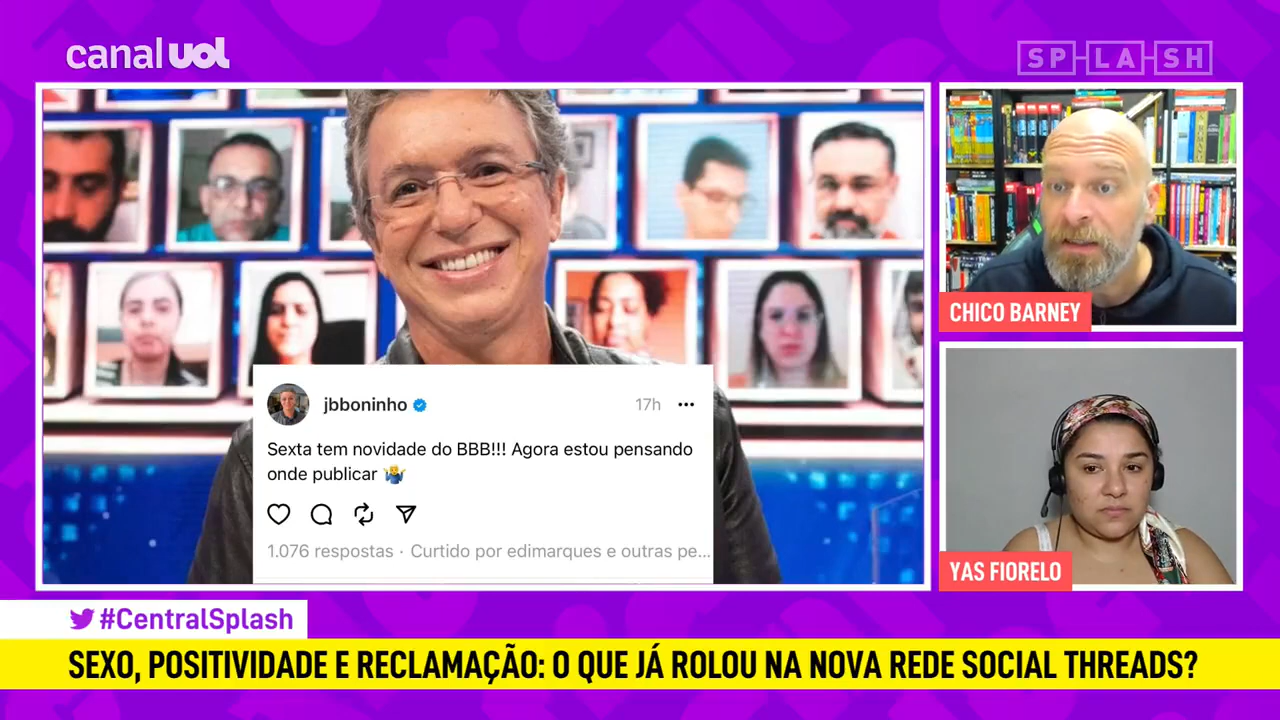 canal UOL
SPLASH
CHICO BARNEY
jbboninho
17h
Sexta tem novidade do BBB!!! Agora estou pensando
onde publicar 🤷‍♂️
1.076 respostas · Curtido por edimarques e outras pe...
YAS FIORELO
#CentralSplash
SEXO, POSITIVIDADE E RECLAMAÇÃO: O QUE JÁ ROLOU NA NOVA REDE SOCIAL THREADS?